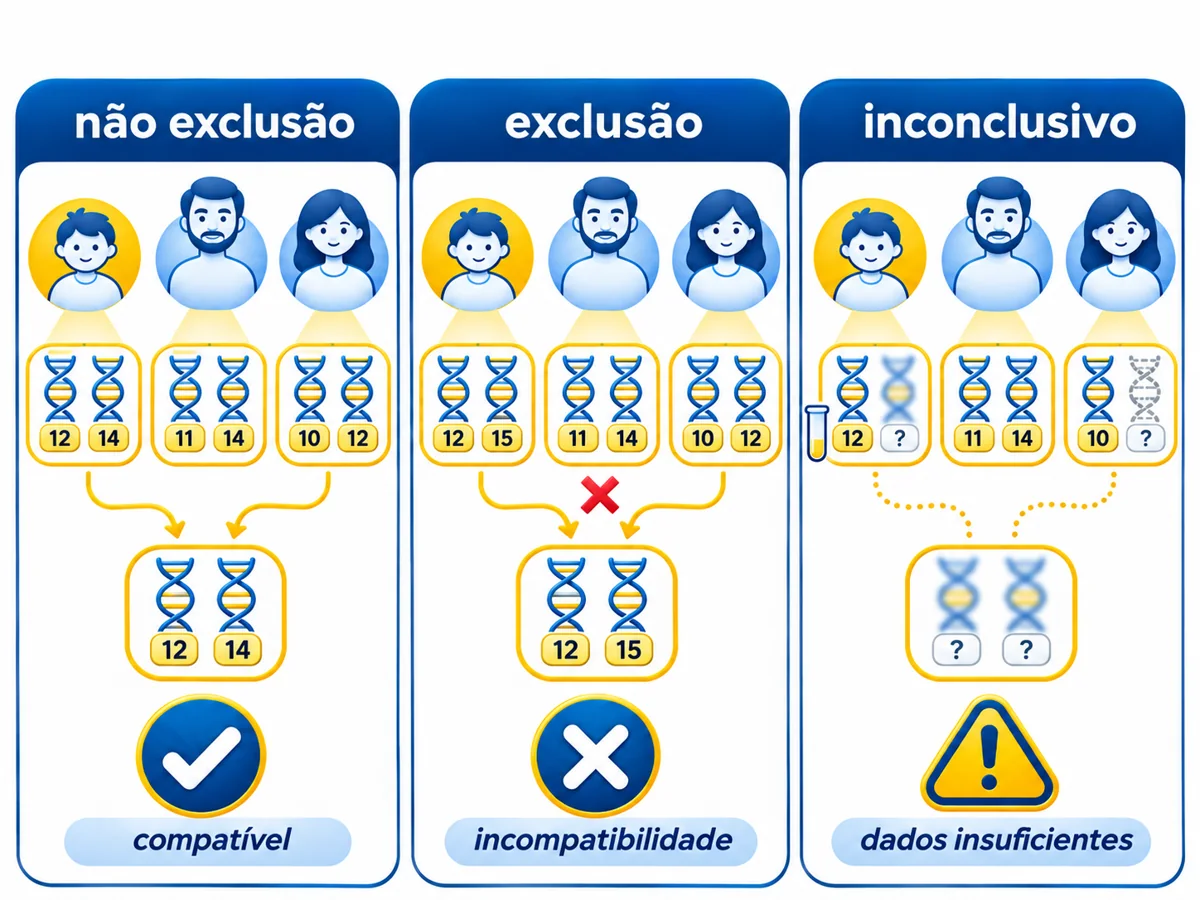 não exclusão
12 14 11 14 10 12
12 14
compatível
exclusão
12 15 11 14 10 12
12 15
incompatibilidade
inconclusivo
12 ? 11 14 10 ?
? ?
dados insuficientes